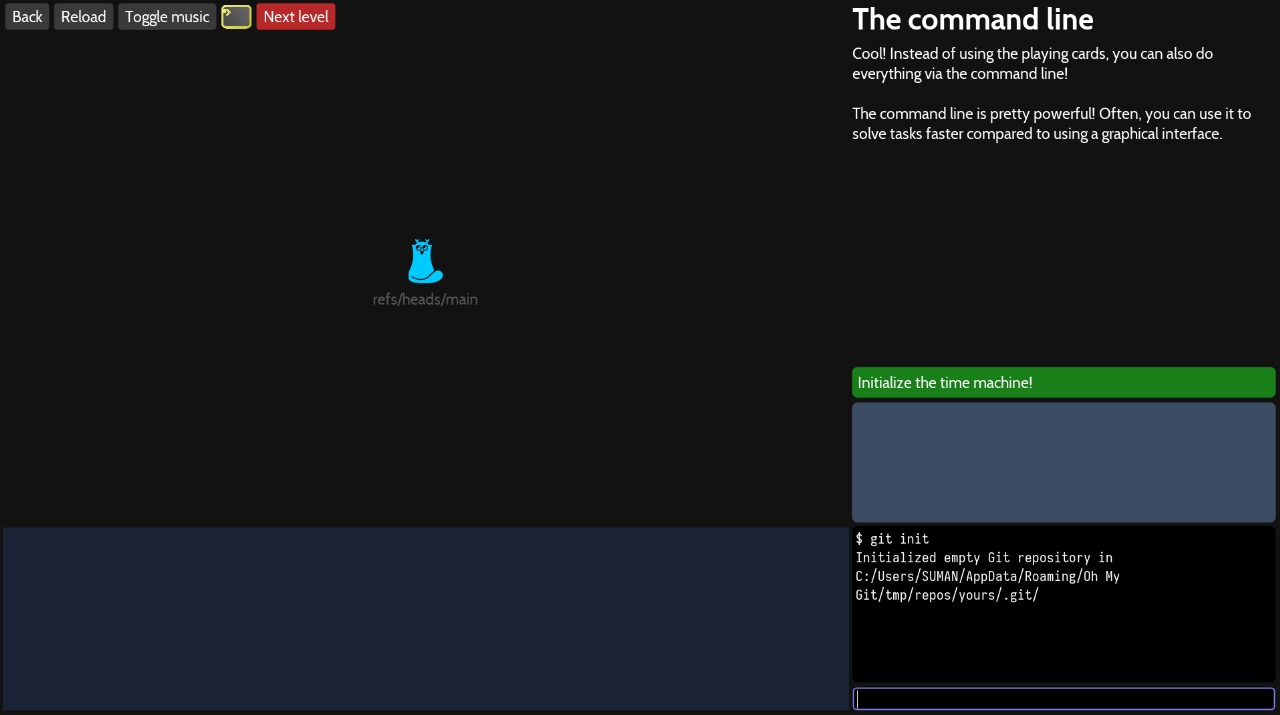 Back Reload Toggle music Next level
The command line
Cool! Instead of using the playing cards, you can also do
everything via the command line!
The command line is pretty powerful! Often, you can use it to
solve tasks faster compared to using a graphical interface.
refs/heads/main
Initialize the time machine!
$ git init
Initialized empty Git repository in
C:/Users/SUMAN/AppData/Roaming/Oh My
Git/tmp/repos/yours/.git/